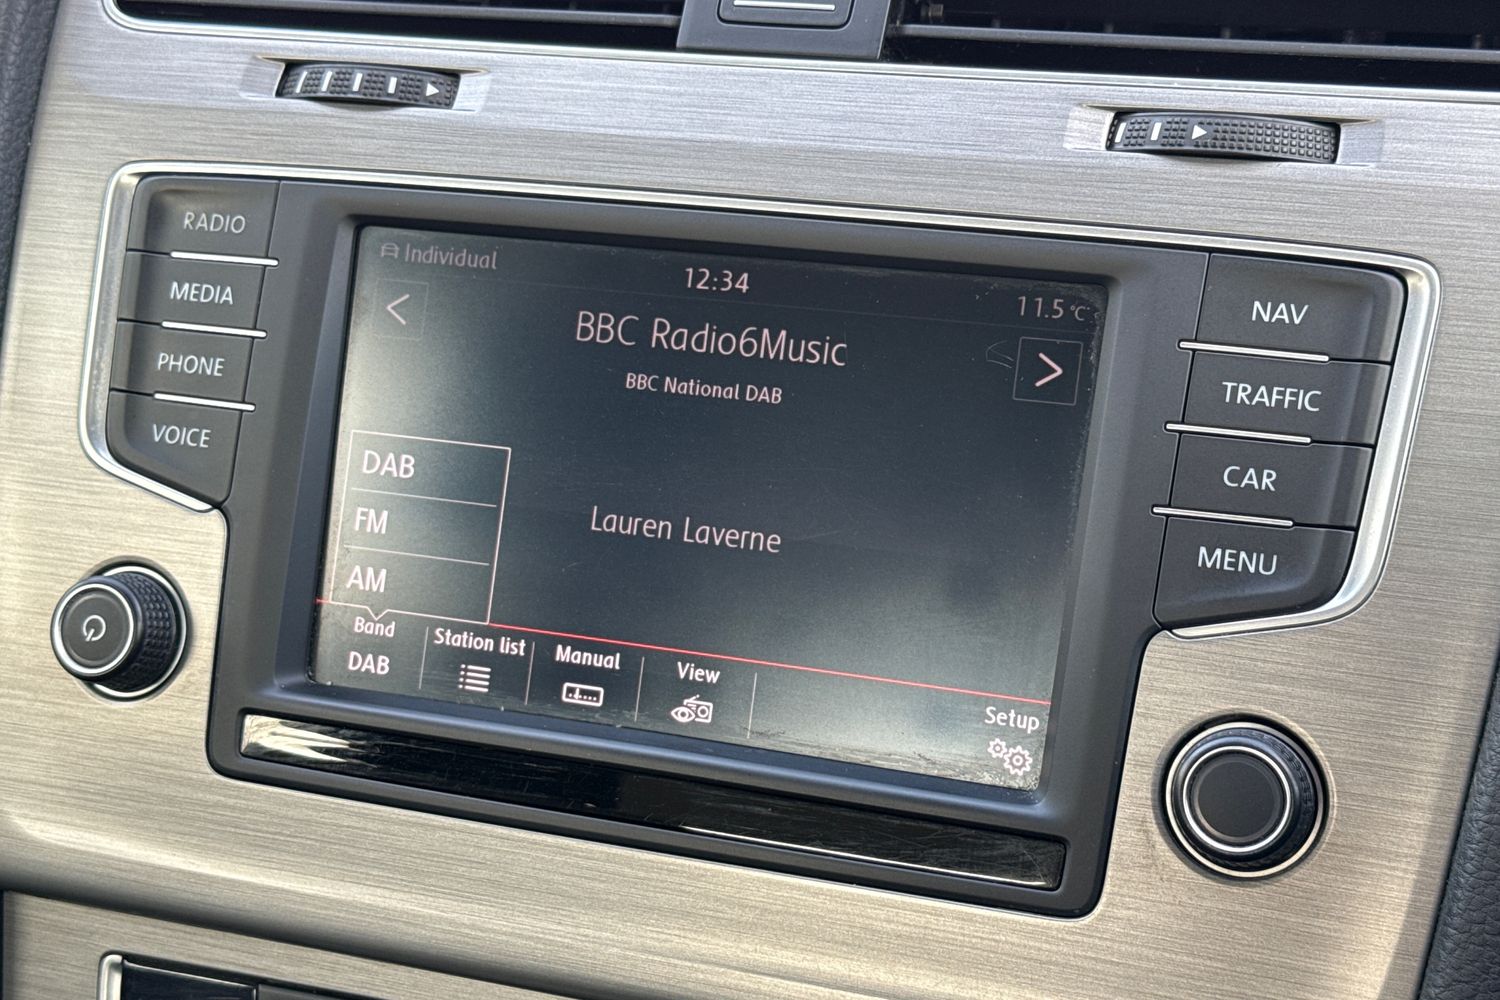 RADIO
MEDIA
PHONE
VOICE
Individual
12:34
11.5 °C
BBC Radio6Music
BBC National DAB
Lauren Laverne
DAB
FM
AM
Band
DAB
Station list
Manual
View
Setup
NAV
TRAFFIC
CAR
MENU